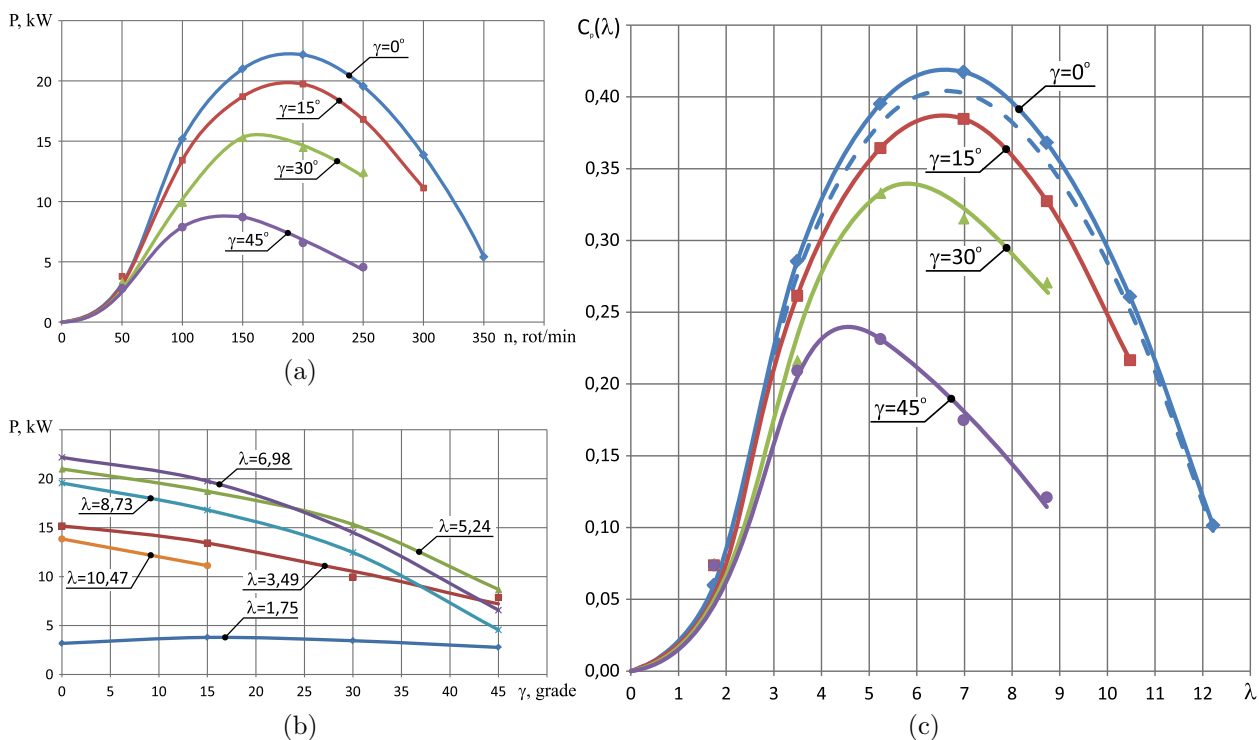 P, kW
20
15
10
5
0
γ=0°
γ=15°
γ=30°
γ=45°
0 50 100 150 200 250 300 350 n, rot/min
(a)
P, kW
20
15
10
5
0
λ=6,98
λ=8,73
λ=5,24
λ=10,47
λ=3,49
λ=1,75
0 5 10 15 20 25 30 35 40 45 γ, grade
(b)
Cₚ(λ)
0,40
0,35
0,30
0,25
0,20
0,15
0,10
0,05
0,00
γ=0°
γ=15°
γ=30°
γ=45°
0 1 2 3 4 5 6 7 8 9 10 11 12 λ
(c)